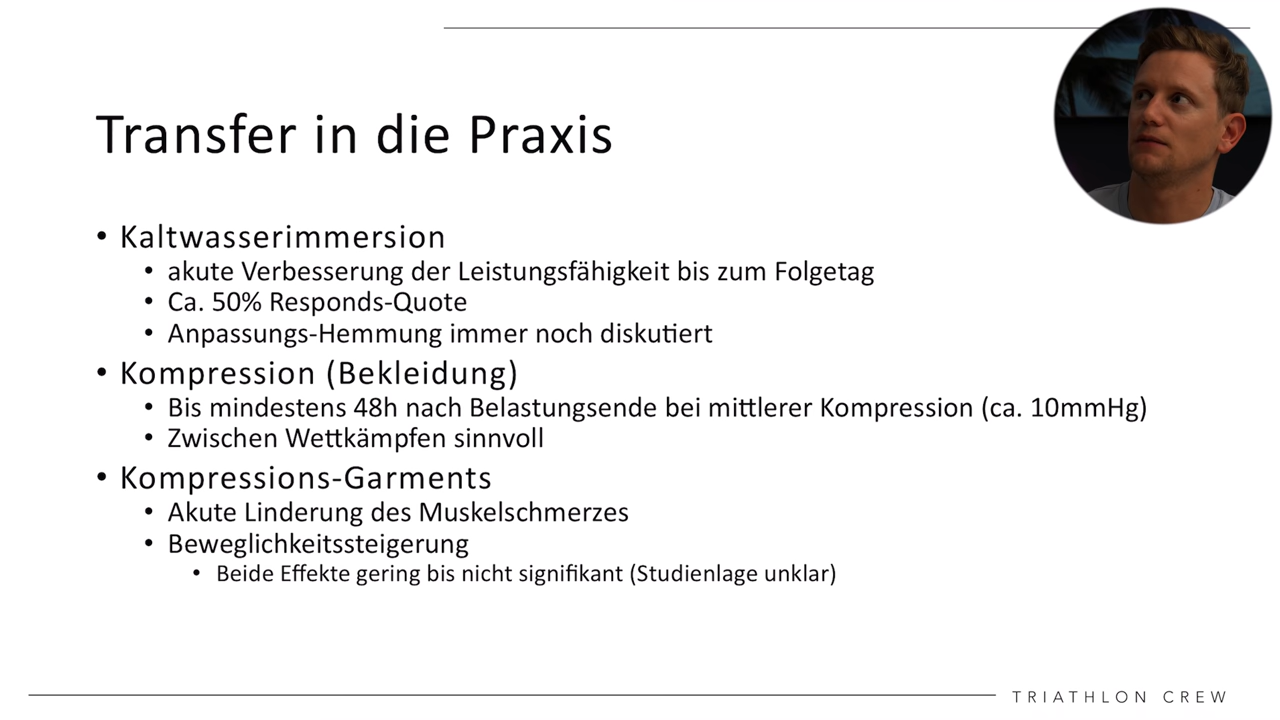 Transfer in die Praxis
• Kaltwasserimmersion
• akute Verbesserung der Leistungsfähigkeit bis zum Folgetag
• Ca. 50% Responds-Quote
• Anpassungs-Hemmung immer noch diskutiert
• Kompression (Bekleidung)
• Bis mindestens 48h nach Belastungsende bei mittlerer Kompression (ca. 10mmHg)
• Zwischen Wettkämpfen sinnvoll
• Kompressions-Garments
• Akute Linderung des Muskelschmerzes
• Beweglichkeitssteigerung
• Beide Effekte gering bis nicht signifikant (Studienlage unklar)
TRIATHLON CREW